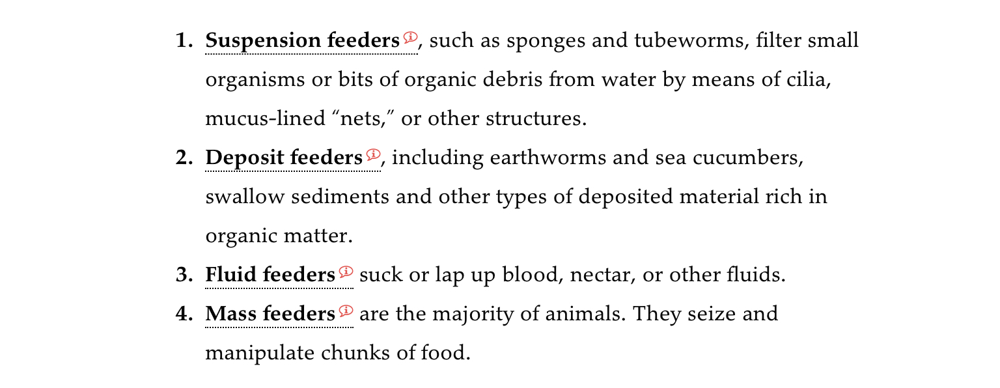 1. Suspension feeders, such as sponges and tubeworms, filter small
organisms or bits of organic debris from water by means of cilia,
mucus-lined “nets,” or other structures.
2. Deposit feeders, including earthworms and sea cucumbers,
swallow sediments and other types of deposited material rich in
organic matter.
3. Fluid feeders suck or lap up blood, nectar, or other fluids.
4. Mass feeders are the majority of animals. They seize and
manipulate chunks of food.